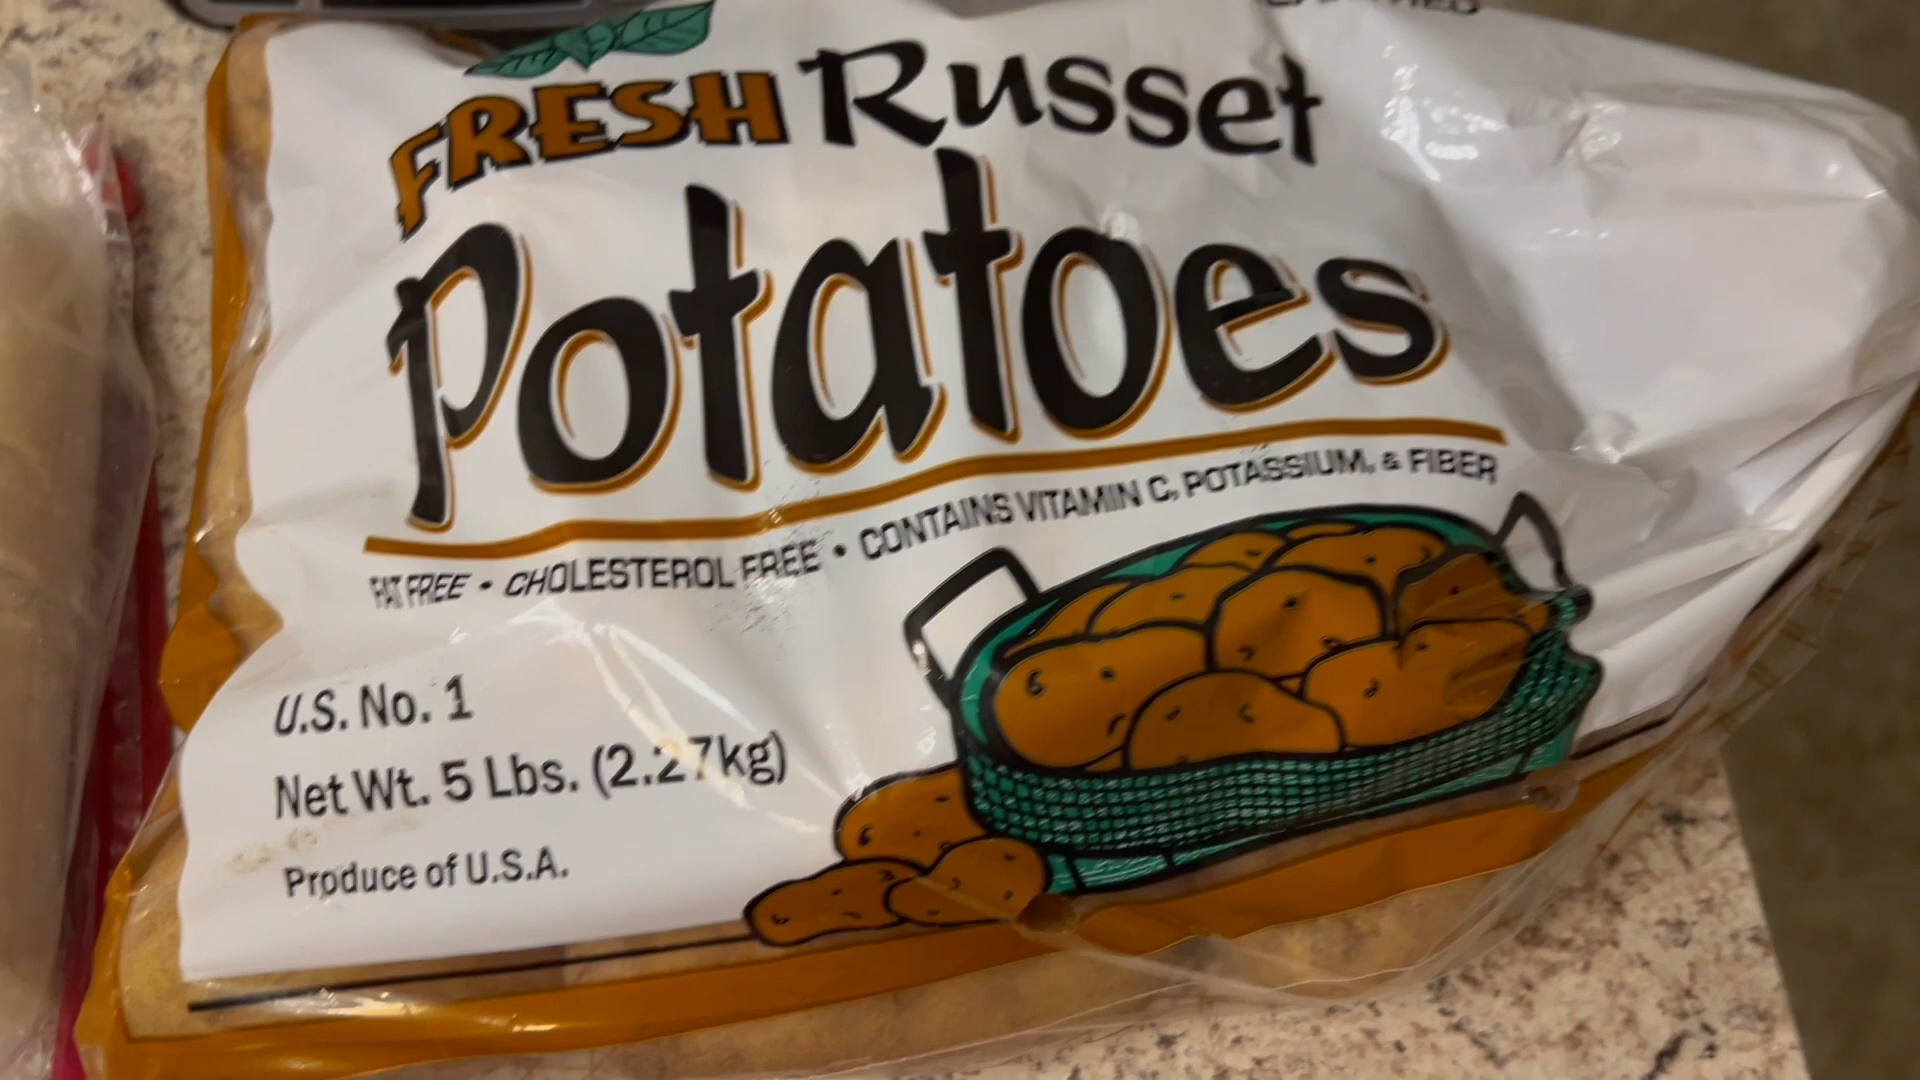 FRESH Russet
Potatoes
FAT FREE • CHOLESTEROL FREE • CONTAINS VITAMIN C, POTASSIUM, & FIBER
U.S. No. 1
Net Wt. 5 Lbs. (2.27kg)
Produce of U.S.A.